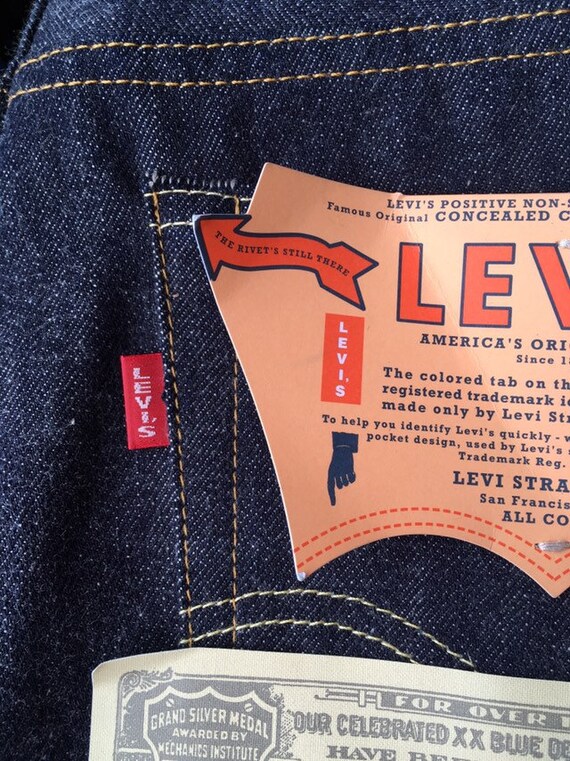 LEVI'S POSITIVE NON-
Famous Original CONCEALED C
THE RIVET'S STILL THERE
LEV
AMERICA'S ORI
Since 1
LEVI'S
The colored tab on th
registered trademark i
made only by Levi Str
To help you identify Levi's quickly - w
pocket design, used by Levi's
Trademark Reg.
LEVI STRA
San Francis
ALL CO
LEVI'S
FOR OVER
GRAND SILVER MEDAL
AWARDED BY
MECHANICS INSTITUTE
OUR CELEBRATED XX BLUE DE
HAVE BE